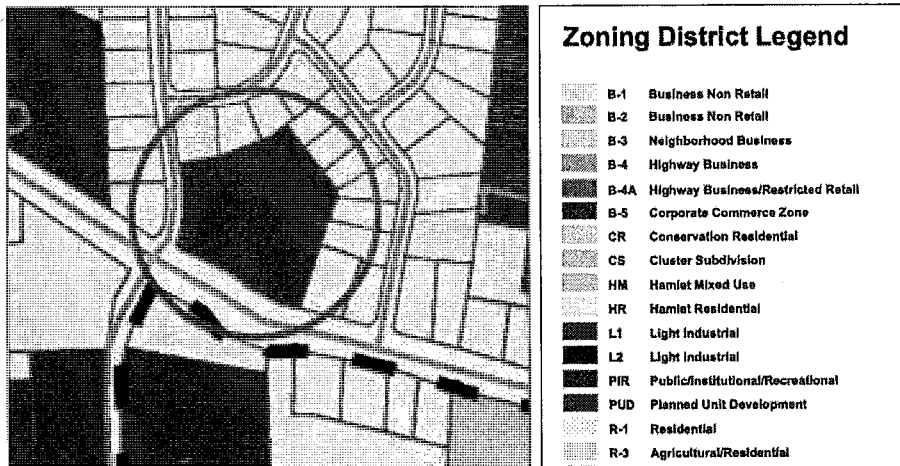 Zoning District Legend
B-1 Business Non Retail
B-2 Business Non Retail
B-3 Neighborhood Business
B-4 Highway Business
B-4A Highway Business/Restricted Retail
B-5 Corporate Commerce Zone
CR Conservation Residential
CS Cluster Subdivision
HM Hamlet Mixed Use
HR Hamlet Residential
L1 Light Industrial
L2 Light Industrial
PIR Public/Institutional/Recreational
PUD Planned Unit Development
R-1 Residential
R-3 Agricultural/Residential